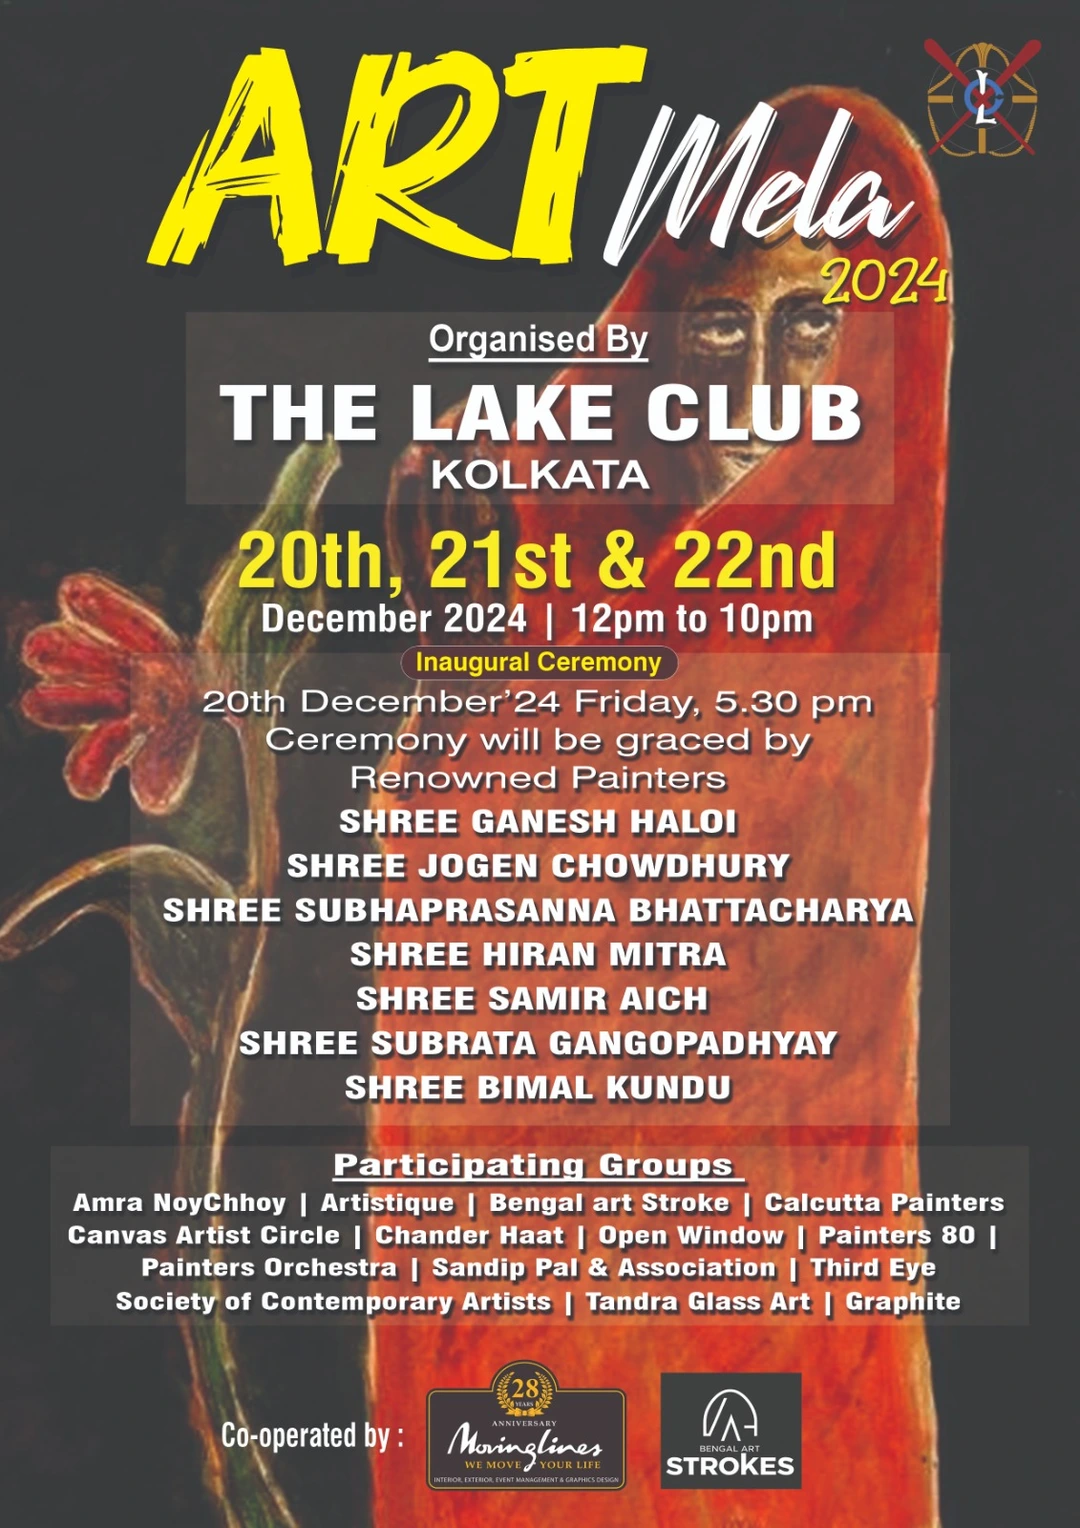 ART Mela
2024
Organised By
THE LAKE CLUB
KOLKATA
20th, 21st & 22nd
December 2024 | 12pm to 10pm
Inaugural Ceremony
20th December’24 Friday, 5.30 pm
Ceremony will be graced by
Renowned Painters
SHREE GANESH HALOI
SHREE JOGEN CHOWDHURY
SHREE SUBHAPRASANNA BHATTACHARYA
SHREE HIRAN MITRA
SHREE SAMIR AICH
SHREE SUBRATA GANGOPADHYAY
SHREE BIMAL KUNDU
Participating Groups
Amra NoyChhoy | Artistique | Bengal art Stroke | Calcutta Painters
Canvas Artist Circle | Chander Haat | Open Window | Painters 80 |
Painters Orchestra | Sandip Pal & Association | Third Eye
Society of Contemporary Artists | Tandra Glass Art | Graphite
Co-operated by :
28
YEARS
ANNIVERSARY
Movinglines
WE MOVE YOUR LIFE
INTERIOR, EXTERIOR, EVENT MANAGEMENT & GRAPHICS DESIGN
BENGAL ART
STROKES